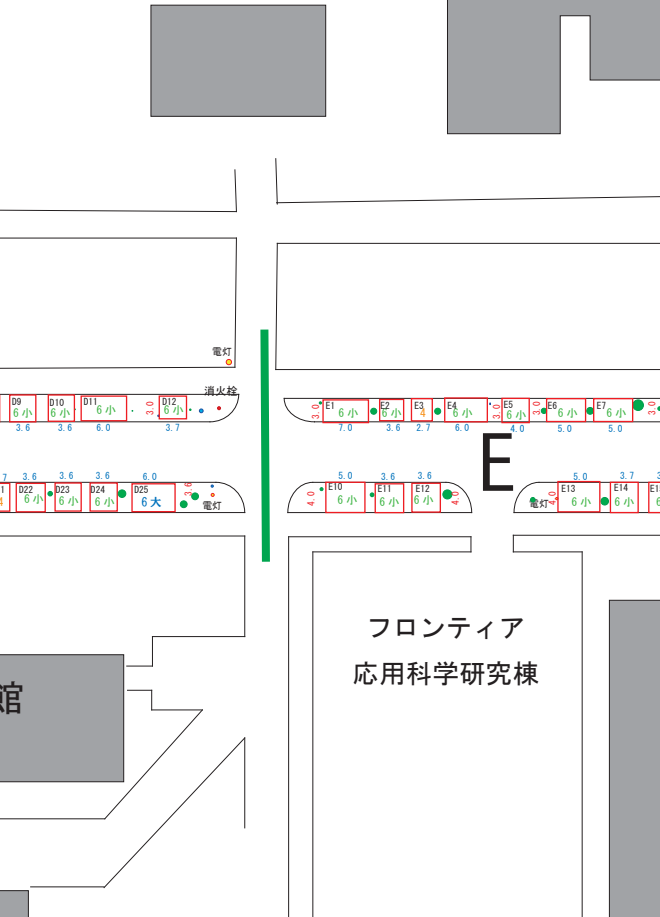 電灯
消火栓
D9 D10 D11 D12
6小 6小 6小 3.0 6小
3.6 3.6 6.0 3.7
E1 E2 E3 E4 E5 E6 E7
3.0 6小 6小 4 6小 3.0 6小 3.0 6小 6小 3.0
7.0 3.6 2.7 6.0 4.0 5.0 5.0
E
3.6 3.6 3.6 6.0
D22 D23 D24 D25
6小 6小 6小 6大 3.6
電灯
5.0 3.6 3.6
E10 E11 E12
4.0 6小 6小 6小 4.0
5.0 3.7
E13 E14
電灯 6小 6小
フロンティア
応用科学研究棟
館